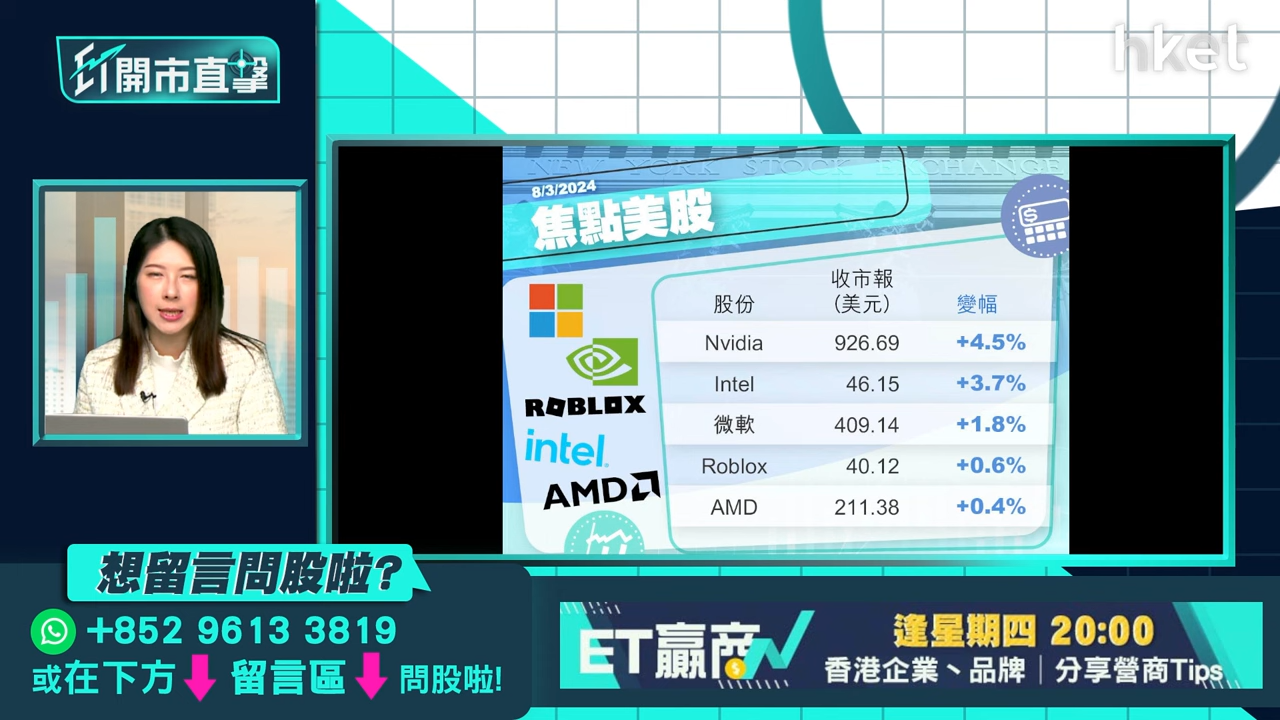 ET開市直擊
hket
NEW YORK STOCK EXCHANGE
8/3/2024
焦點美股
股份 收市報(美元) 變幅
Nvidia 926.69 +4.5%
Intel 46.15 +3.7%
微軟 409.14 +1.8%
Roblox 40.12 +0.6%
AMD 211.38 +0.4%
ROBLOX
intel
AMD
想留言問股啦?
+852 9613 3819
或在下方 留言區 問股啦!
ET贏商
逢星期四 20:00
香港企業、品牌｜分享營商Tips